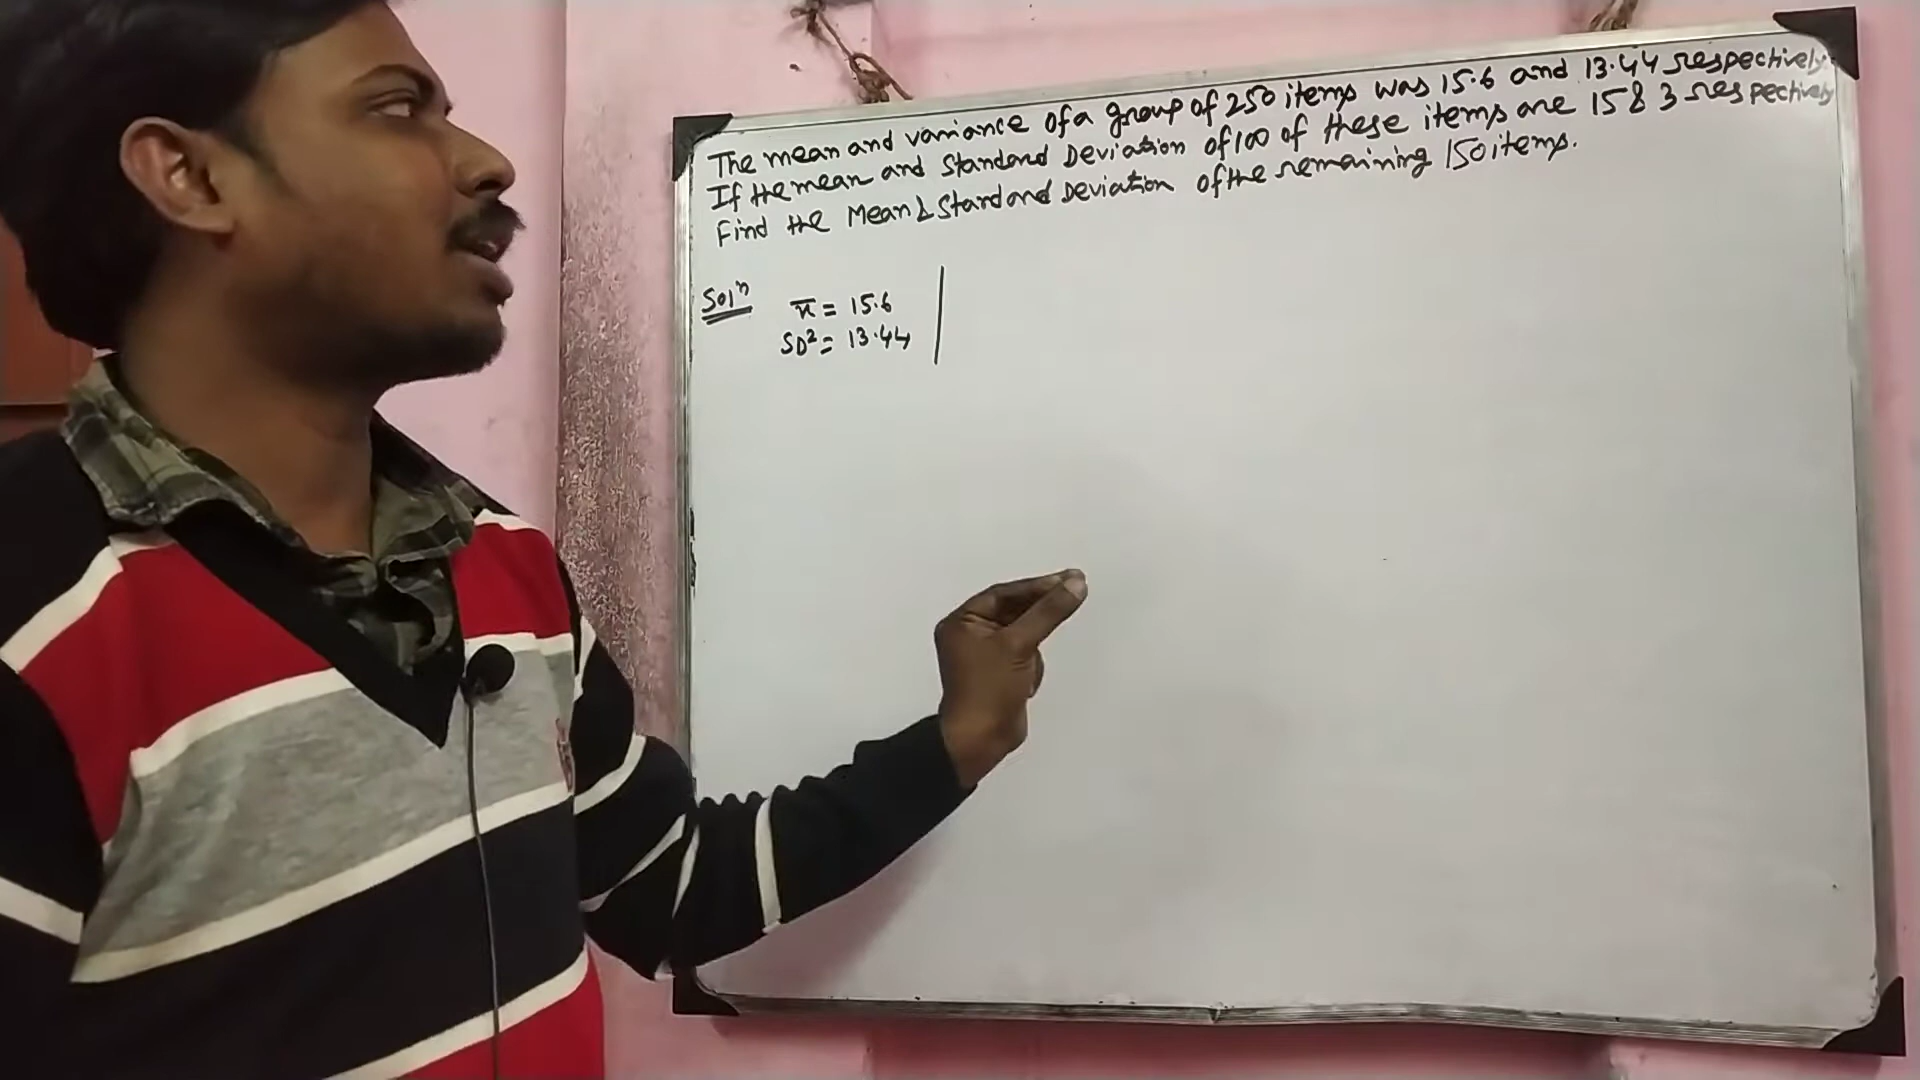 The mean and variance of a group of 250 items was 15.6 and 13.44 respectively.
If the mean and Standard Deviation of 100 of these items are 15 & 3 respectively
Find the Mean & Standard Deviation of the remaining 150 items.
Solⁿ
x̄ = 15.6
SD² = 13.44